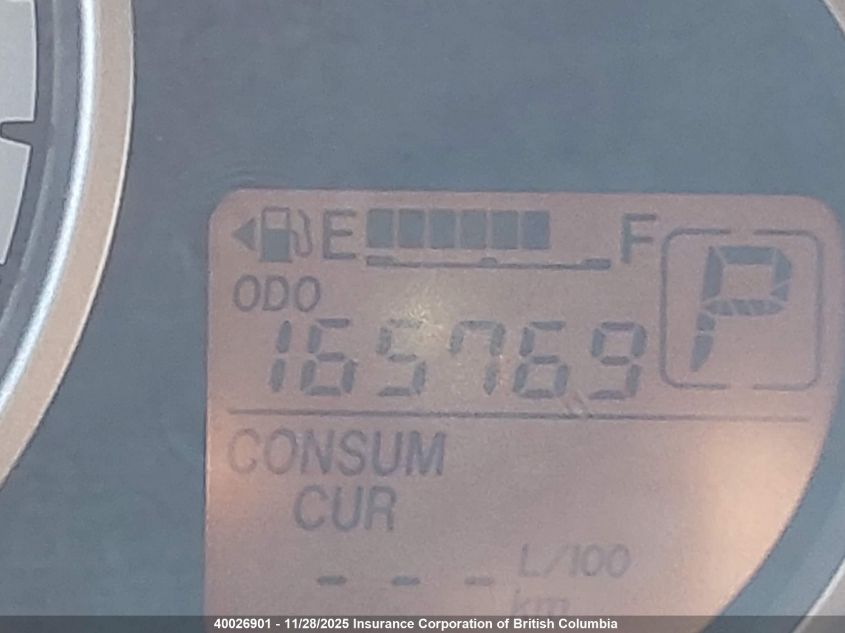 E F
ODO
165769 P
CONSUM
CUR
- - - L/100
km
40026901 - 11/28/2025 Insurance Corporation of British Columbia